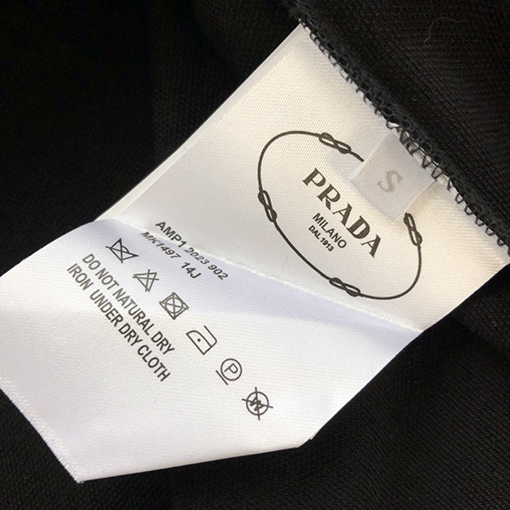 PRADA
MILANO
DAL 1913
S
AMP1 2023 902
MK1497 14J
P
DO NOT NATURAL DRY
IRON UNDER DRY CLOTH